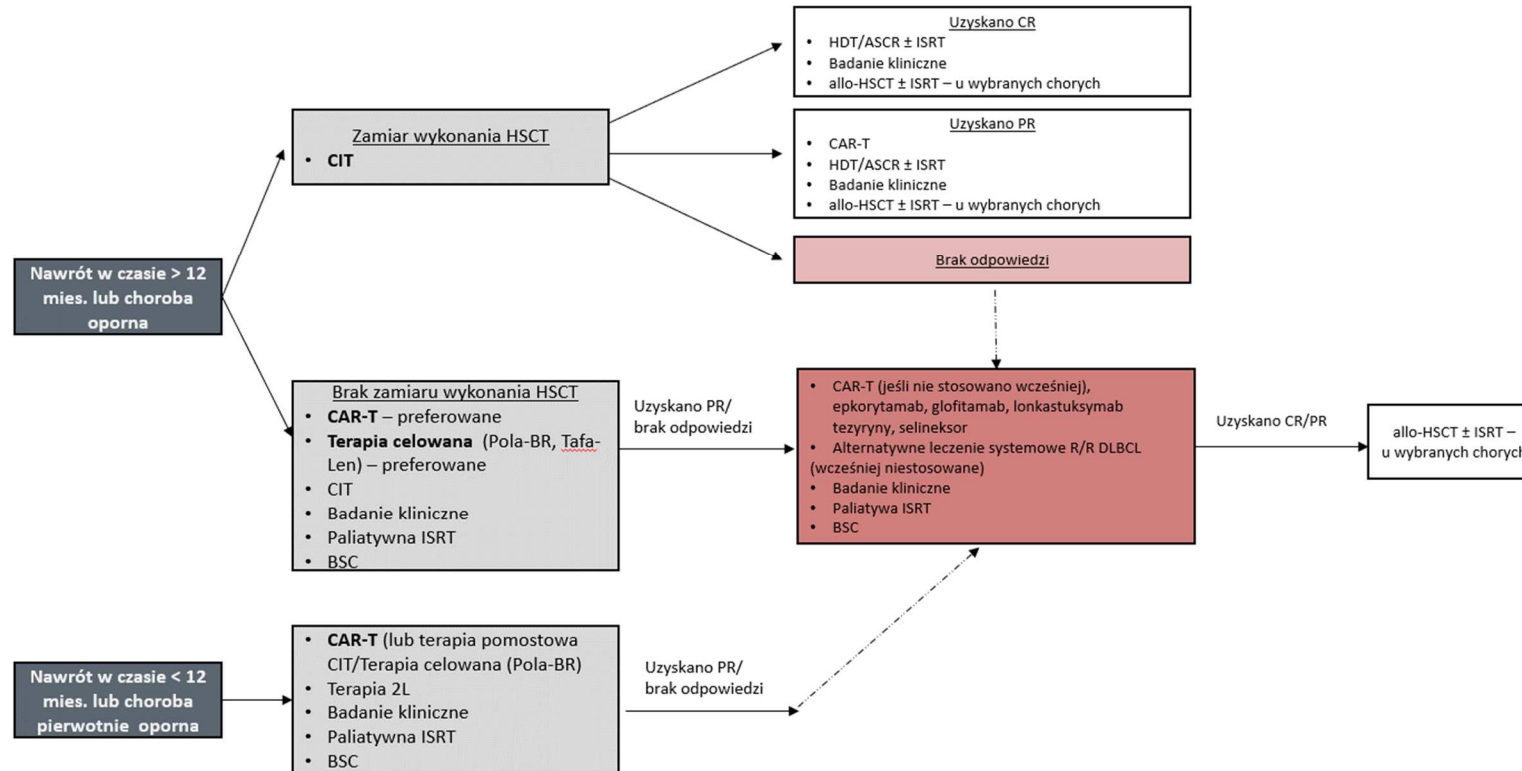 Uzyskano CR
• HDT/ASCR ± ISRT
• Badanie kliniczne
• allo-HSCT ± ISRT – u wybranych chorych
Zamiar wykonania HSCT
• CIT
Uzyskano PR
• CAR-T
• HDT/ASCR ± ISRT
• Badanie kliniczne
• allo-HSCT ± ISRT – u wybranych chorych
Brak odpowiedzi
Nawrót w czasie > 12
mies. lub choroba
oporna
Brak zamiaru wykonania HSCT
• CAR-T – preferowane
• Terapia celowana (Pola-BR, Tafa-
Len) – preferowane
• CIT
• Badanie kliniczne
• Paliatywna ISRT
• BSC
Uzyskano PR/
brak odpowiedzi
• CAR-T (jeśli nie stosowano wcześniej),
epkorytamab, glofitamab, lonkastuksymab
tezyryny, selineksor
• Alternatywne leczenie systemowe R/R DLBCL
(wcześniej niestosowane)
• Badanie kliniczne
• Paliatywa ISRT
• BSC
Uzyskano CR/PR
allo-HSCT ± ISRT –
u wybranych chorych
Nawrót w czasie < 12
mies. lub choroba
pierwotnie oporna
• CAR-T (lub terapia pomostowa
CIT/Terapia celowana (Pola-BR)
• Terapia 2L
• Badanie kliniczne
• Paliatywna ISRT
• BSC
Uzyskano PR/
brak odpowiedzi